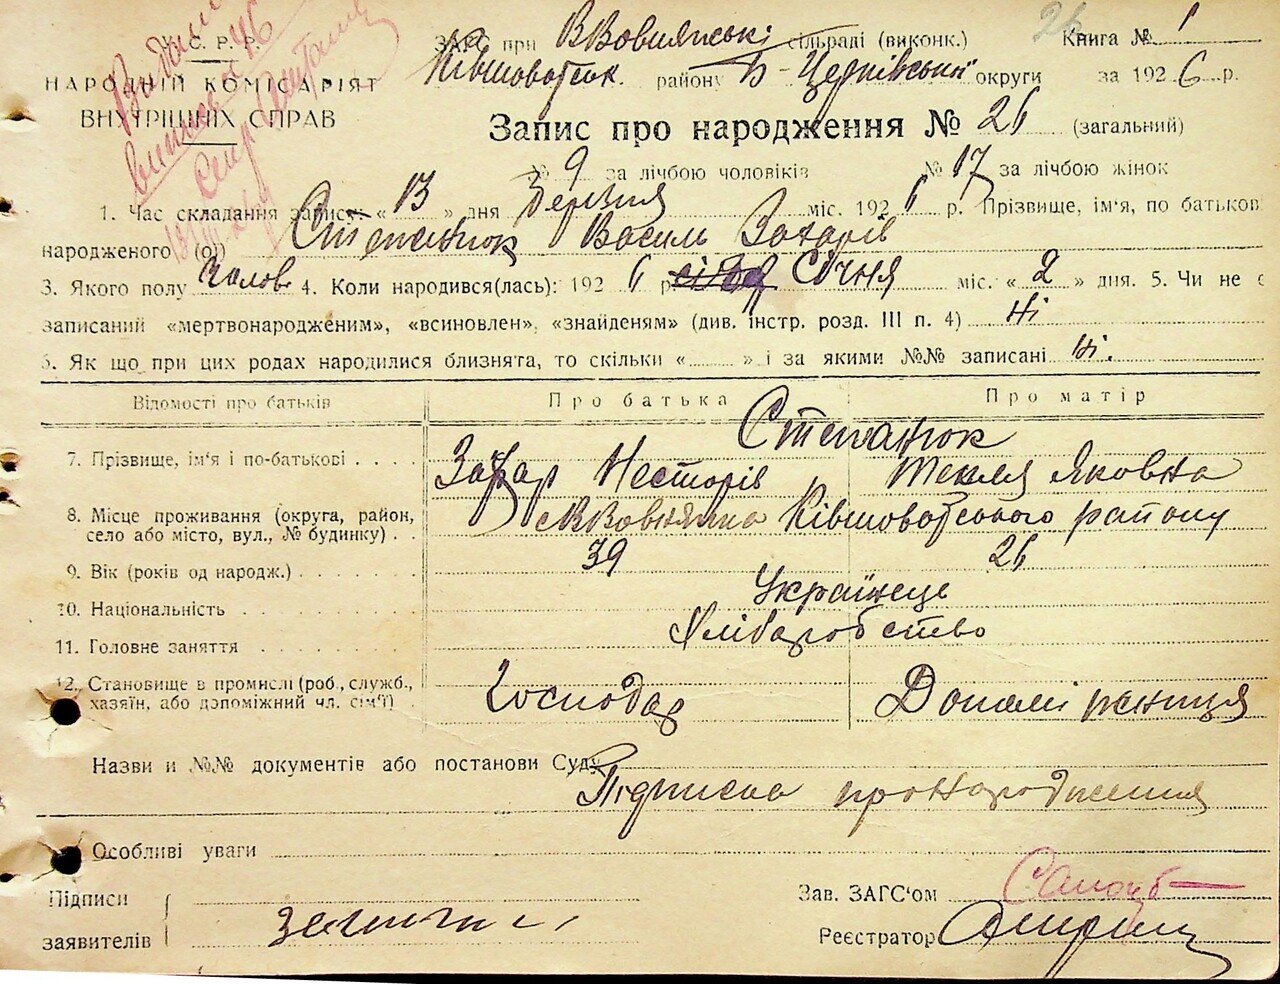 У. С. Р. Р.
НАРОДНІЙ КОМІСАРІЯТ
ВНУТРІШНІХ СПРАВ
ЗАГС при ВВовнянські сільраді (виконк.) Книга № 1
26
Ківшоватськ. району Б-Церківської округи за 1926 р.
Запис про народження № 26 (загальний)
№ 9 за лічбою чоловіків № 17 за лічбою жінок
1. Час складання запису: « 13 » дня Березня міс. 1926 р. Прізвище, ім'я, по батькові
народженого (ої) Степанюк Василь Захарів
3. Якого полу чолов. 4. Коли народився(лась): 1926 р. Січня міс. « 2 » дня. 5. Чи не є
записаний «мертвонародженим», «всиновлен», «знайденям» (див. інстр. розд. III п. 4) Ні
6. Як що при цих родах народилися близнята, то скільки « » і за якими №№ записані Ні.
Відомості про батьків Про батька Про матір
Степанюк
7. Прізвище, ім'я і по-батькові Захар Несторів Текля Яковна
8. Місце проживання (округа, район, село або місто, вул., № будинку) с ВВовнянка Ківшоватського району
9. Вік (років од народж.) 39 26
10. Національність Українець
11. Головне заняття Хліборобство
12. Становище в промислі (роб., служб., хазяїн, або допоміжний чл. сім'ї) Господар
Назви и №№ документів або постанови Суду Підписка про народження
Особливі уваги
Підписи
заявителів
Зав. ЗАГС'ом
Реєстратор